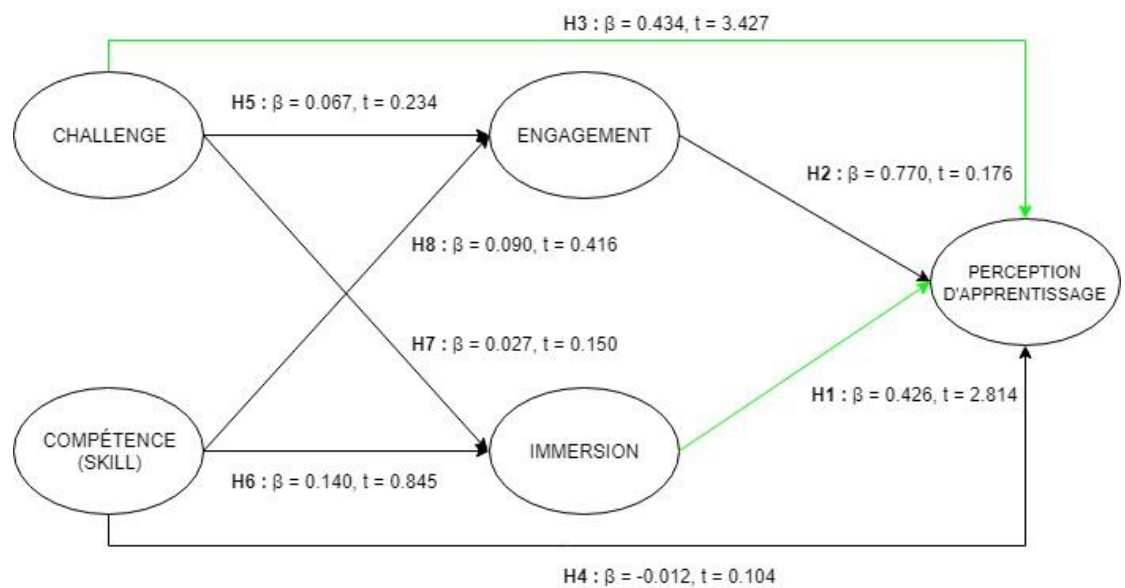 H3 : β = 0.434, t = 3.427
H5 : β = 0.067, t = 0.234
CHALLENGE
ENGAGEMENT
H2 : β = 0.770, t = 0.176
H8 : β = 0.090, t = 0.416
PERCEPTION
D'APPRENTISSAGE
H7 : β = 0.027, t = 0.150
H1 : β = 0.426, t = 2.814
COMPÉTENCE
(SKILL)
IMMERSION
H6 : β = 0.140, t = 0.845
H4 : β = -0.012, t = 0.104